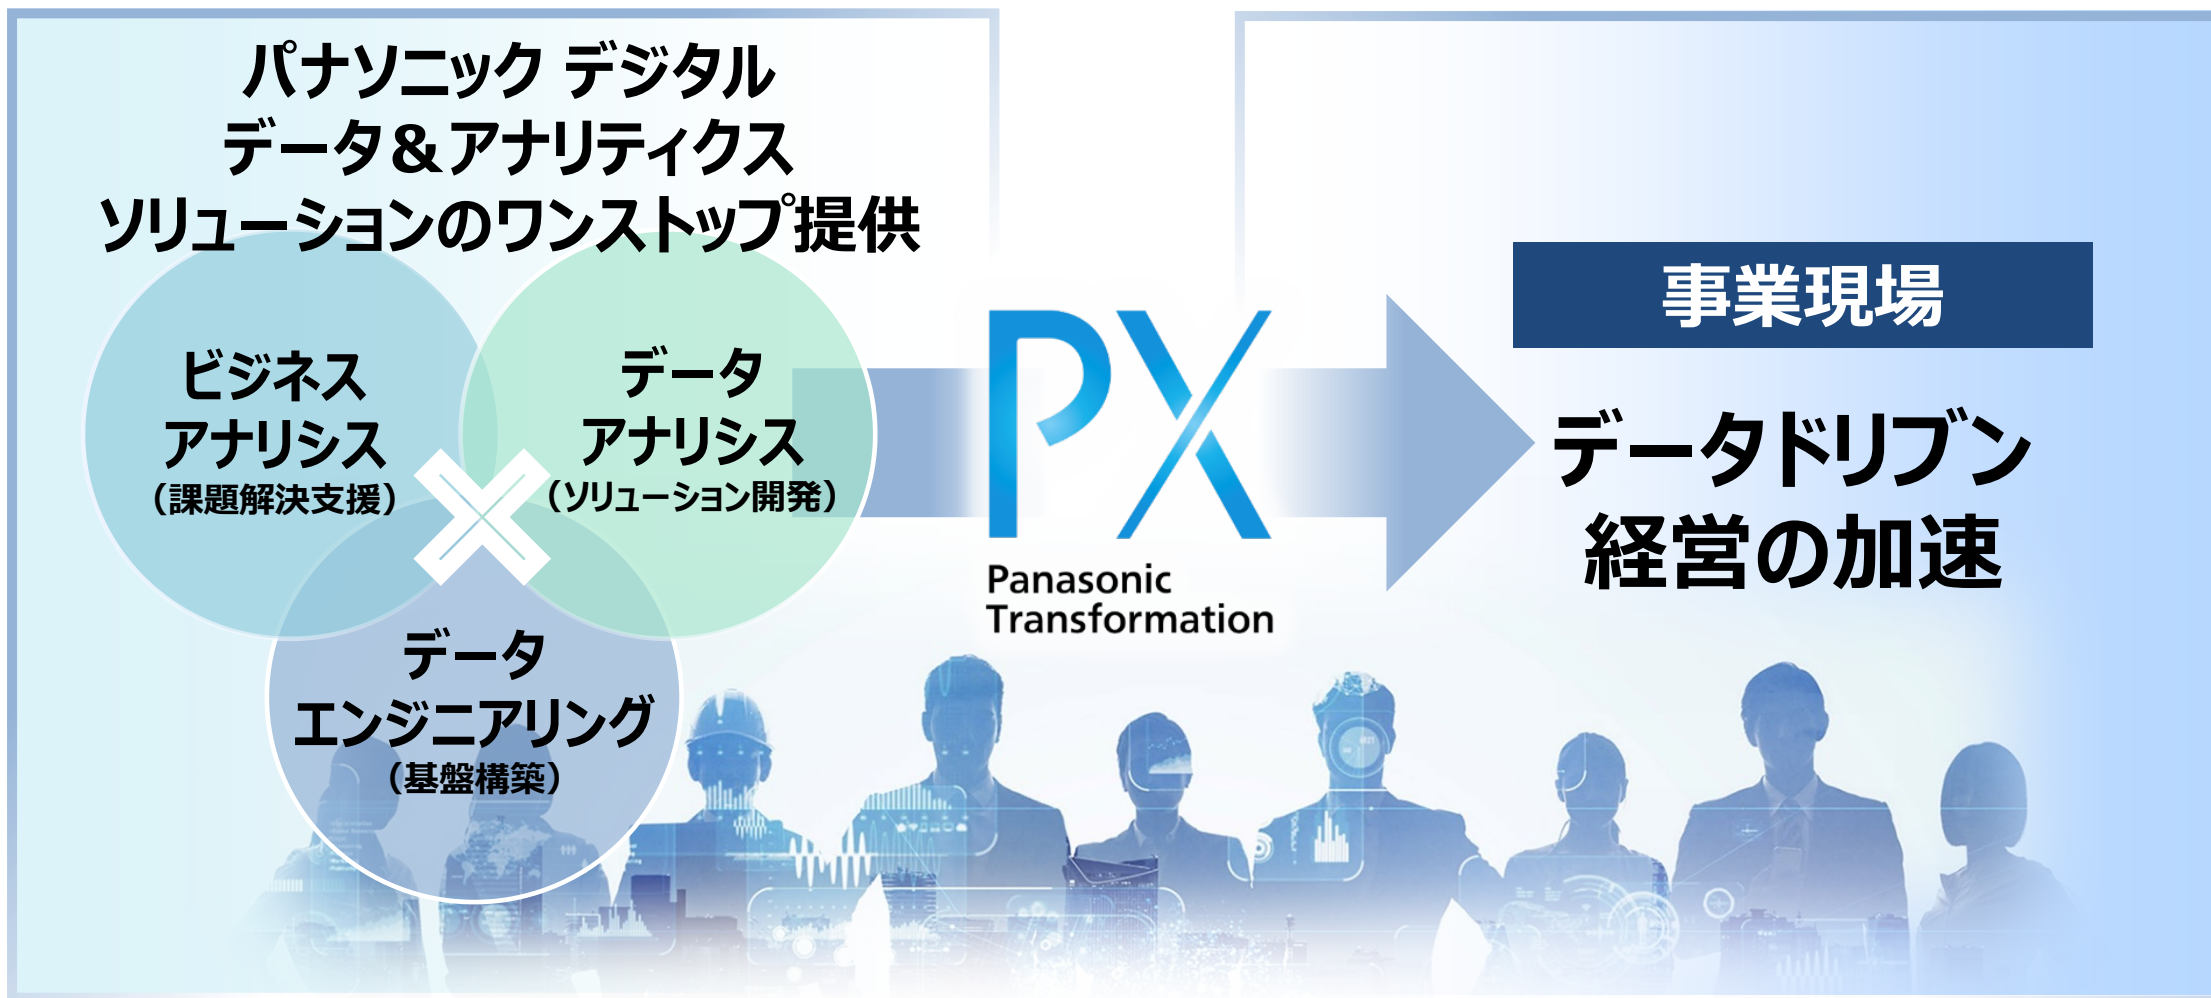 パナソニック デジタル
データ＆アナリティクス
ソリューションのワンストップ提供
ビジネス
アナリシス
（課題解決支援）
データ
アナリシス
（ソリューション開発）
データ
エンジニアリング
（基盤構築）
PX
Panasonic
Transformation
事業現場
データドリブン
経営の加速